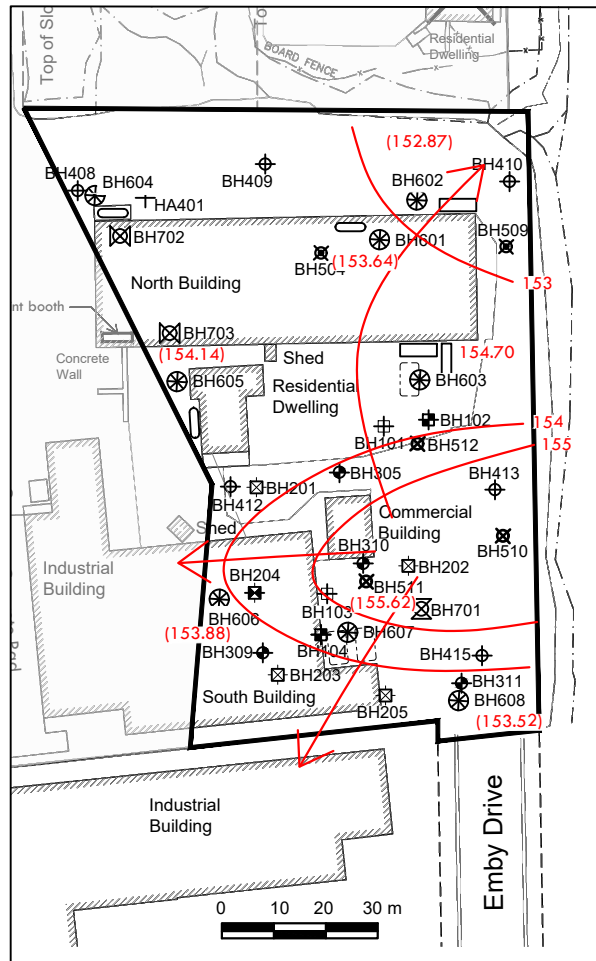 Top of Slo
To
Residential
Dwelling
BOARD FENCE
(152.87)
BH408
BH604
BH409
BH602
BH410
HA401
BH702
BH601
BH509
BH504
(153.64)
North Building
153
nt booth
BH703
(154.14)
Shed
154.70
Concrete
Wall
BH605
Residential
Dwelling
BH603
BH102
BH101
BH512
154
155
BH305
BH413
BH412
BH201
Commercial
Building
Shed
BH310
BH510
Industrial
Building
BH204
BH202
BH511
BH103
(155.62)
BH701
BH606
(153.88)
BH104
BH607
BH309
BH415
BH203
BH311
South Building
BH205
BH608
(153.52)
Industrial
Building
Emby Drive
0 10 20 30 m